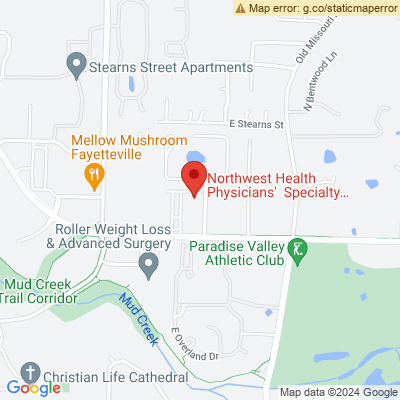 Map error: g.co/staticmaperror
Old Missouri
Stearns Street Apartments
N Bentwood Ln
E Stearns St
Mellow Mushroom
Fayetteville
Northwest Health
Physicians' Specialty...
Roller Weight Loss
& Advanced Surgery
Paradise Valley
Athletic Club
Mud Creek
Trail Corridor
Mud Creek
E Overland Dr
Christian Life Cathedral
Google
Map data ©2024 Google